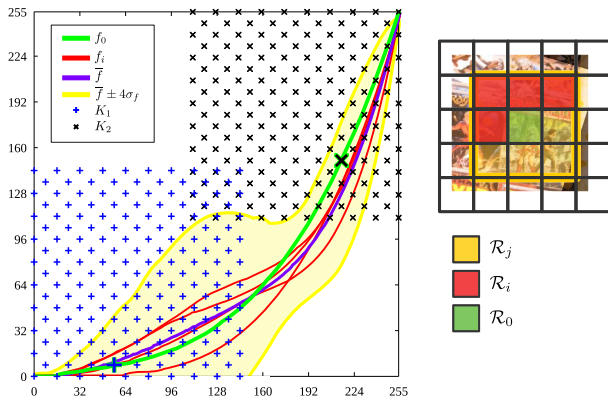 255
224
192
160
128
96
64
32
0
f₀
fᵢ
f̅
f̅ ± 4σ_f
K₁
K₂
0 32 64 96 128 160 192 224 255
ℛⱼ
ℛᵢ
ℛ₀